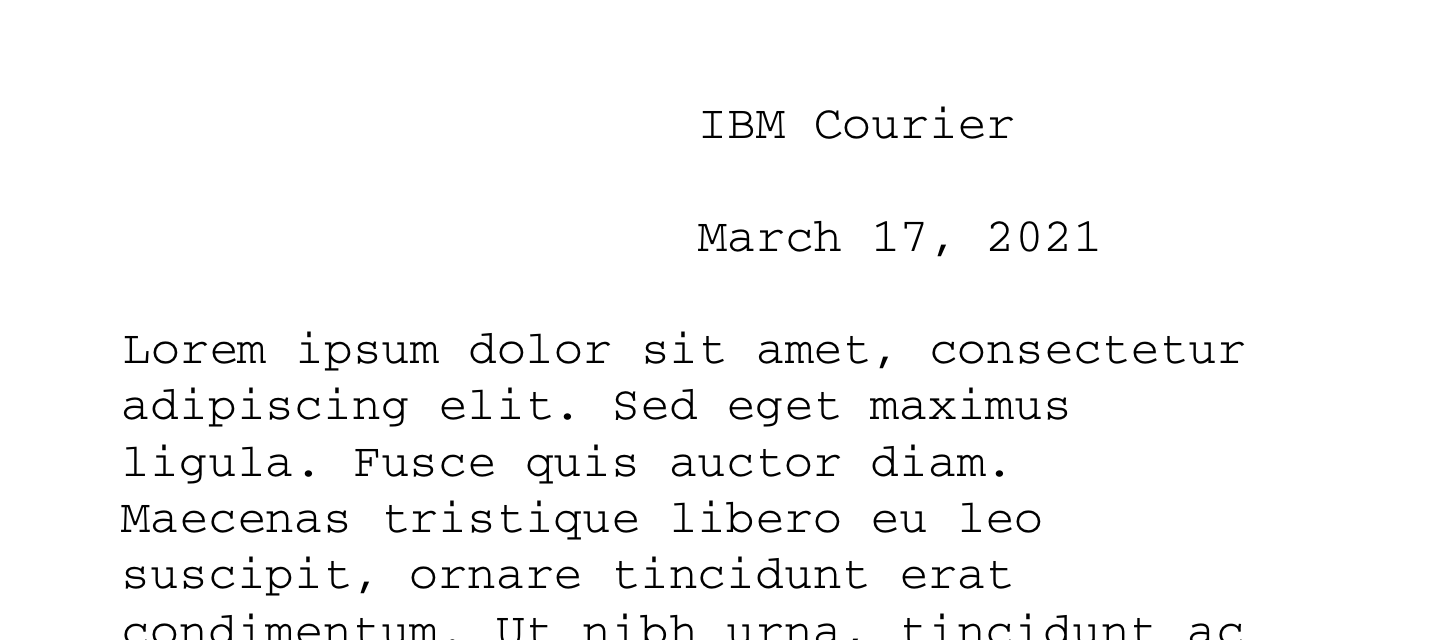 IBM Courier
March 17, 2021
Lorem ipsum dolor sit amet, consectetur
adipiscing elit. Sed eget maximus
ligula. Fusce quis auctor diam.
Maecenas tristique libero eu leo
suscipit, ornare tincidunt erat
condimentum. Ut nibh urna, tincidunt ac